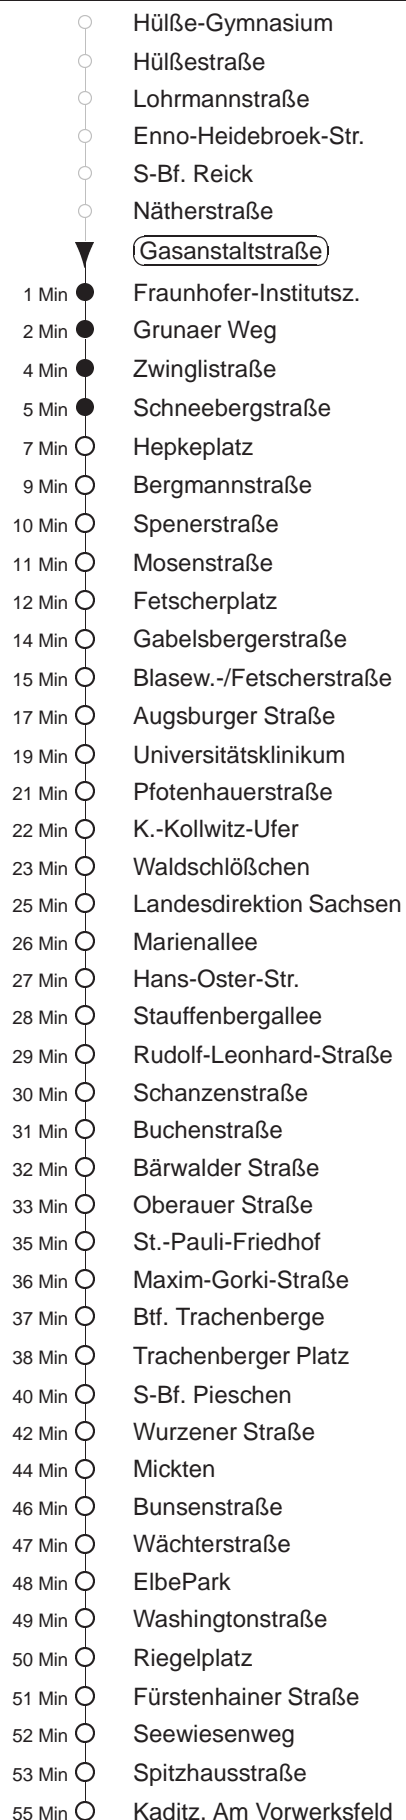 Hülße-Gymnasium
Hülßestraße
Lohrmannstraße
Enno-Heidebroek-Str.
S-Bf. Reick
Nätherstraße
Gasanstaltstraße
1 Min Fraunhofer-Institutsz.
2 Min Grunaer Weg
4 Min Zwinglistraße
5 Min Schneebergstraße
7 Min Hepkeplatz
9 Min Bergmannstraße
10 Min Spenerstraße
11 Min Mosenstraße
12 Min Fetscherplatz
14 Min Gabelsbergerstraße
15 Min Blasew.-/Fetscherstraße
17 Min Augsburger Straße
19 Min Universitätsklinikum
21 Min Pfotenhauerstraße
22 Min K.-Kollwitz-Ufer
23 Min Waldschlößchen
25 Min Landesdirektion Sachsen
26 Min Marienallee
27 Min Hans-Oster-Str.
28 Min Stauffenbergallee
29 Min Rudolf-Leonhard-Straße
30 Min Schanzenstraße
31 Min Buchenstraße
32 Min Bärwalder Straße
33 Min Oberauer Straße
35 Min St.-Pauli-Friedhof
36 Min Maxim-Gorki-Straße
37 Min Btf. Trachenberge
38 Min Trachenberger Platz
40 Min S-Bf. Pieschen
42 Min Wurzener Straße
44 Min Mickten
46 Min Bunsenstraße
47 Min Wächterstraße
48 Min ElbePark
49 Min Washingtonstraße
50 Min Riegelplatz
51 Min Fürstenhainer Straße
52 Min Seewiesenweg
53 Min Spitzhausstraße
55 Min Kaditz, Am Vorwerksfeld